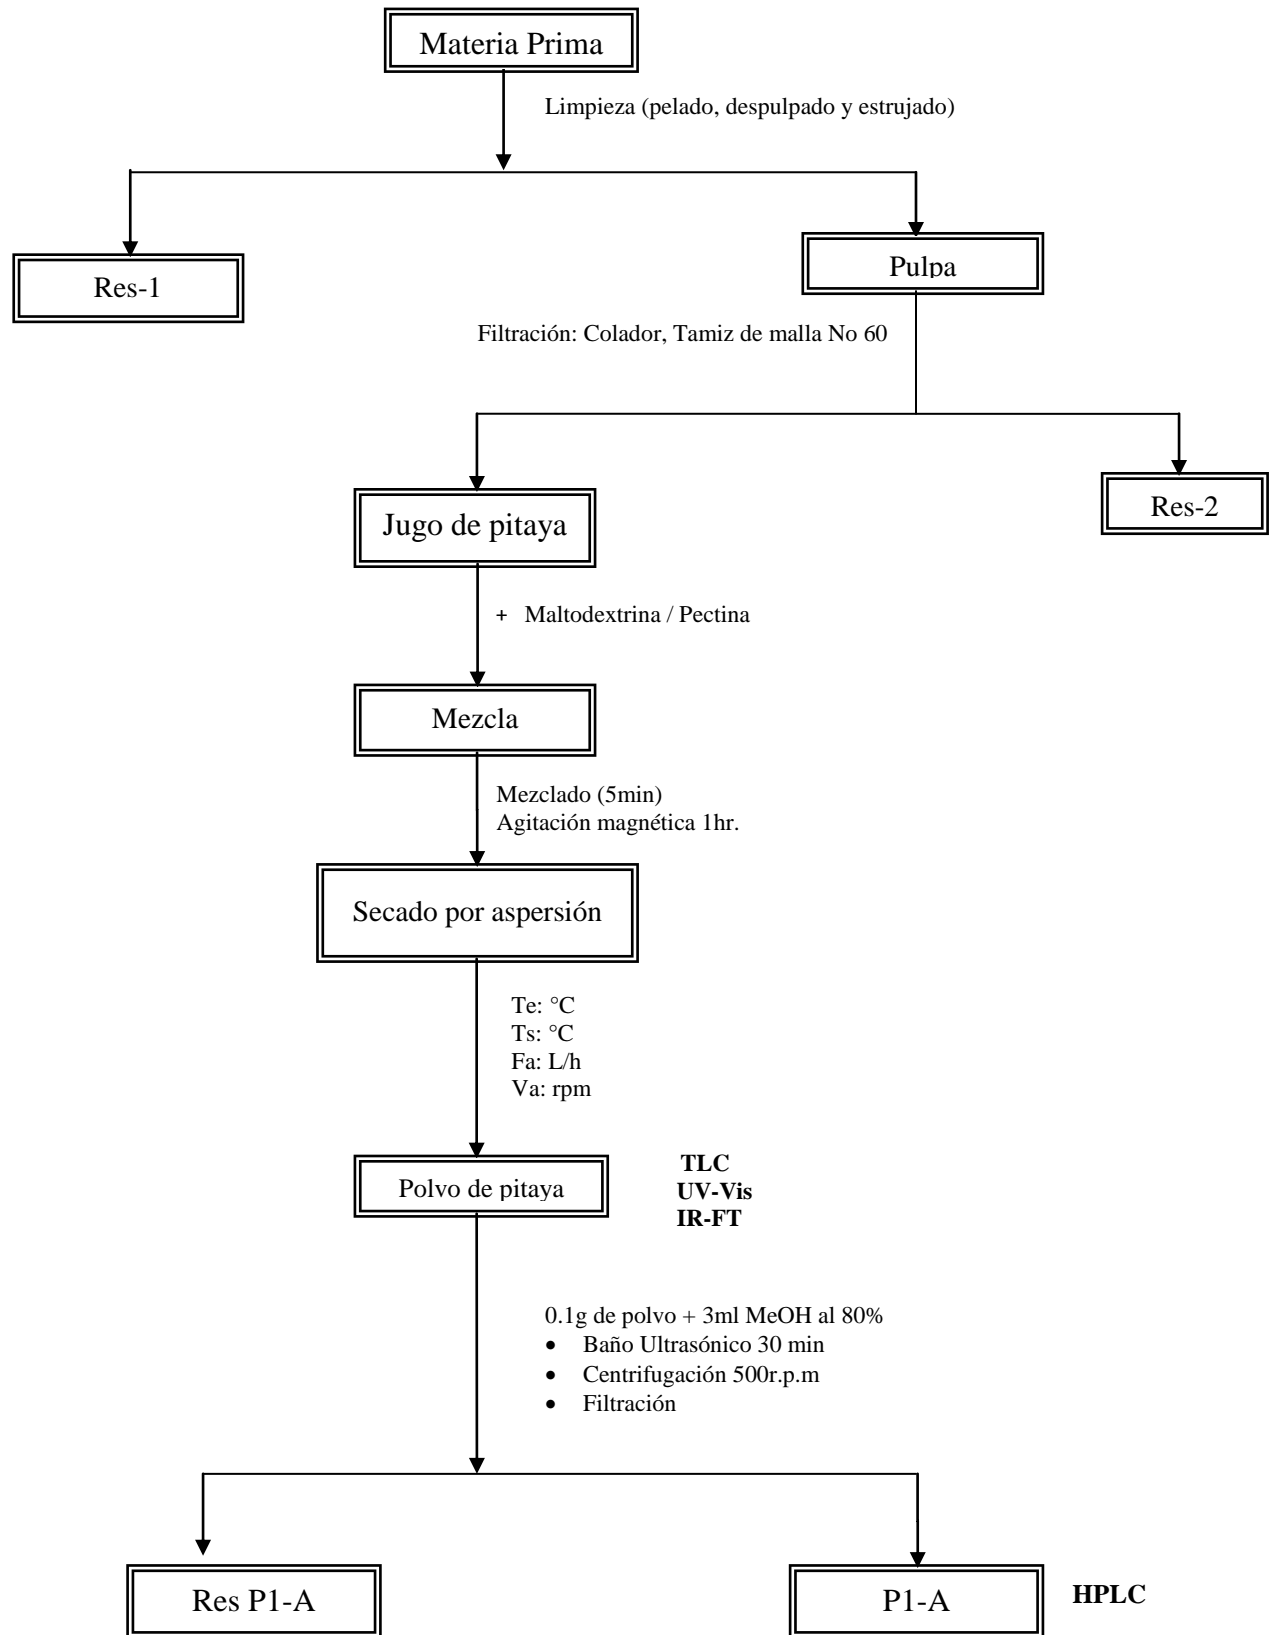 Materia Prima
Limpieza (pelado, despulpado y estrujado)
Res-1
Pulpa
Filtración: Colador, Tamiz de malla No 60
Jugo de pitaya
Res-2
+ Maltodextrina / Pectina
Mezcla
Mezclado (5min)
Agitación magnética 1hr.
Secado por aspersión
Te: °C
Ts: °C
Fa: L/h
Va: rpm
Polvo de pitaya
TLC
UV-Vis
IR-FT
0.1g de polvo + 3ml MeOH al 80%
• Baño Ultrasónico 30 min
• Centrifugación 500r.p.m
• Filtración
Res P1-A
P1-A
HPLC